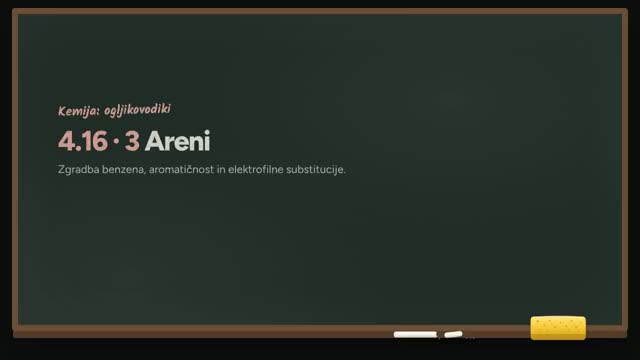 Kemija: ogljikovodiki
4.16 · 3 Areni
Zgradba benzena, aromatičnost in elektrofilne substitucije.